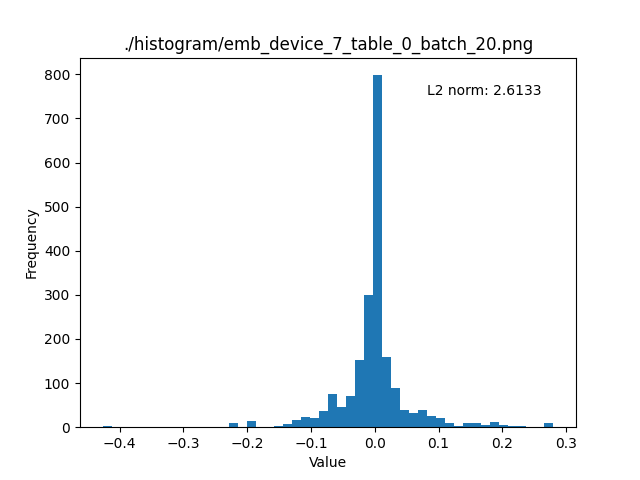 ./histogram/emb_device_7_table_0_batch_20.png
L2 norm: 2.6133
800
700
600
500
400
300
200
100
0
Frequency
−0.4 −0.3 −0.2 −0.1 0.0 0.1 0.2 0.3
Value